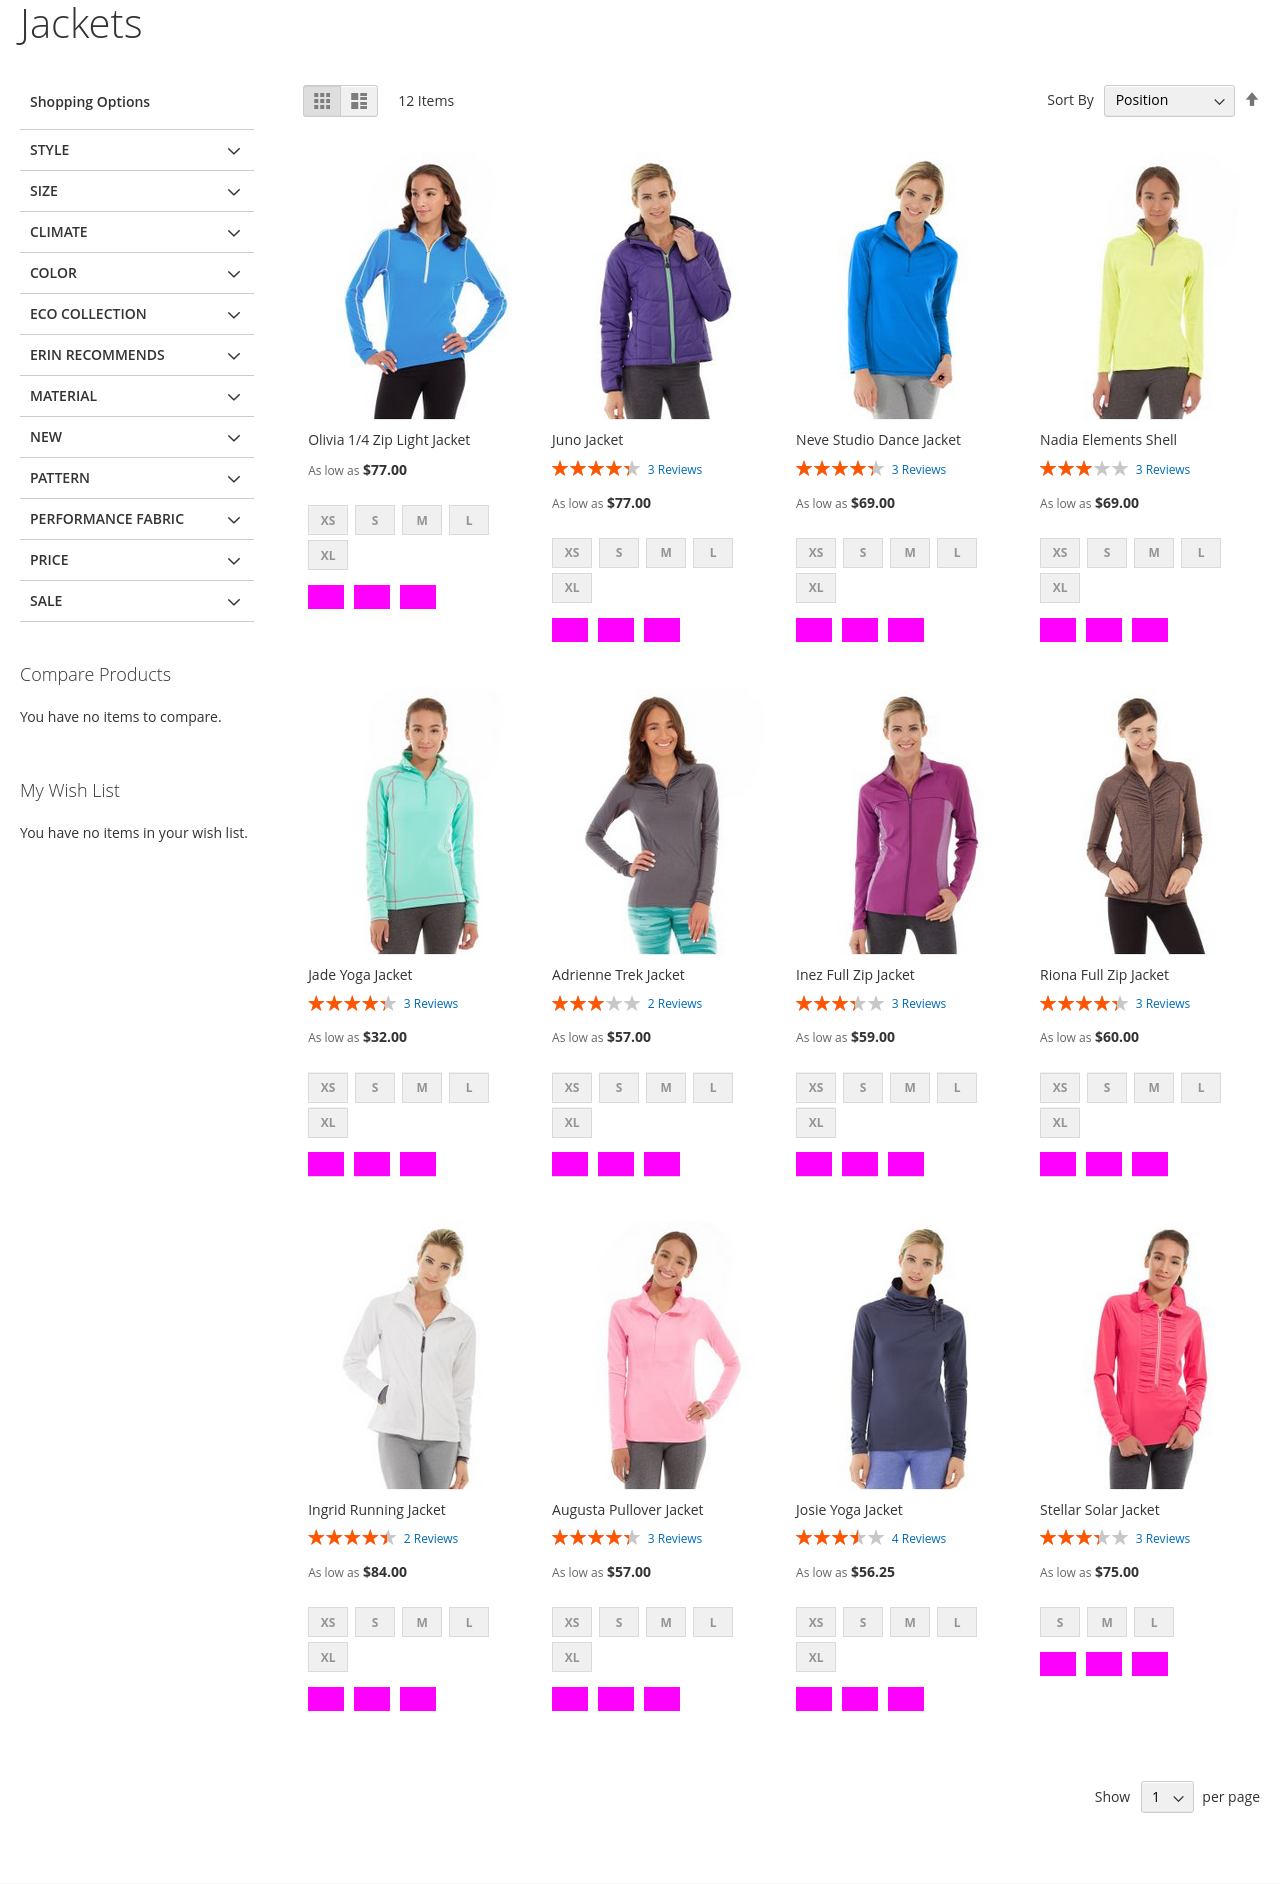 Jackets
Shopping Options
12 Items
Sort By
Position
STYLE
SIZE
CLIMATE
COLOR
ECO COLLECTION
ERIN RECOMMENDS
MATERIAL
NEW
PATTERN
PERFORMANCE FABRIC
PRICE
SALE
Compare Products
You have no items to compare.
My Wish List
You have no items in your wish list.
Olivia 1/4 Zip Light Jacket
As low as $77.00
XS S M L
XL
Juno Jacket
3 Reviews
As low as $77.00
XS S M L
XL
Neve Studio Dance Jacket
3 Reviews
As low as $69.00
XS S M L
XL
Nadia Elements Shell
3 Reviews
As low as $69.00
XS S M L
XL
Jade Yoga Jacket
3 Reviews
As low as $32.00
XS S M L
XL
Adrienne Trek Jacket
2 Reviews
As low as $57.00
XS S M L
XL
Inez Full Zip Jacket
3 Reviews
As low as $59.00
XS S M L
XL
Riona Full Zip Jacket
3 Reviews
As low as $60.00
XS S M L
XL
Ingrid Running Jacket
2 Reviews
As low as $84.00
XS S M L
XL
Augusta Pullover Jacket
3 Reviews
As low as $57.00
XS S M L
XL
Josie Yoga Jacket
4 Reviews
As low as $56.25
XS S M L
XL
Stellar Solar Jacket
3 Reviews
As low as $75.00
S M L
Show 1 per page